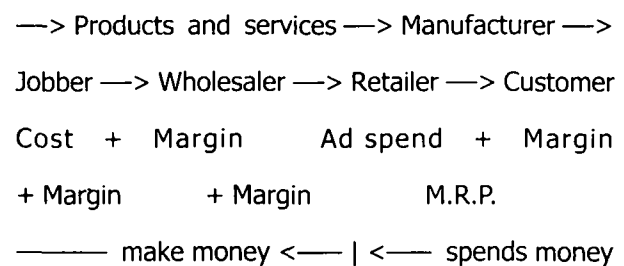 —> Products and services —> Manufacturer —>
Jobber —> Wholesaler —> Retailer —> Customer
Cost + Margin Ad spend + Margin
+ Margin + Margin M.R.P.
——— make money <—— | <—— spends money